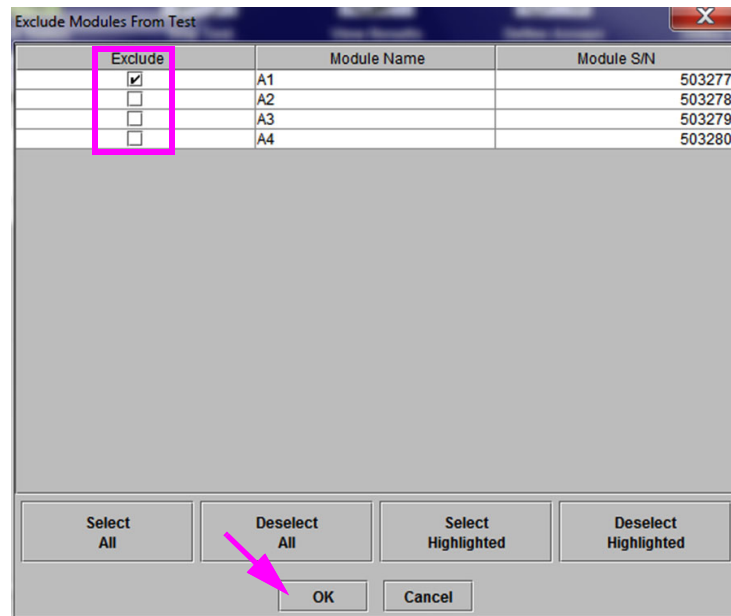 Exclude Modules From Test
Exclude Module Name Module S/N
A1 503277
A2 503278
A3 503279
A4 503280
Select All Deselect All Select Highlighted Deselect Highlighted
OK Cancel